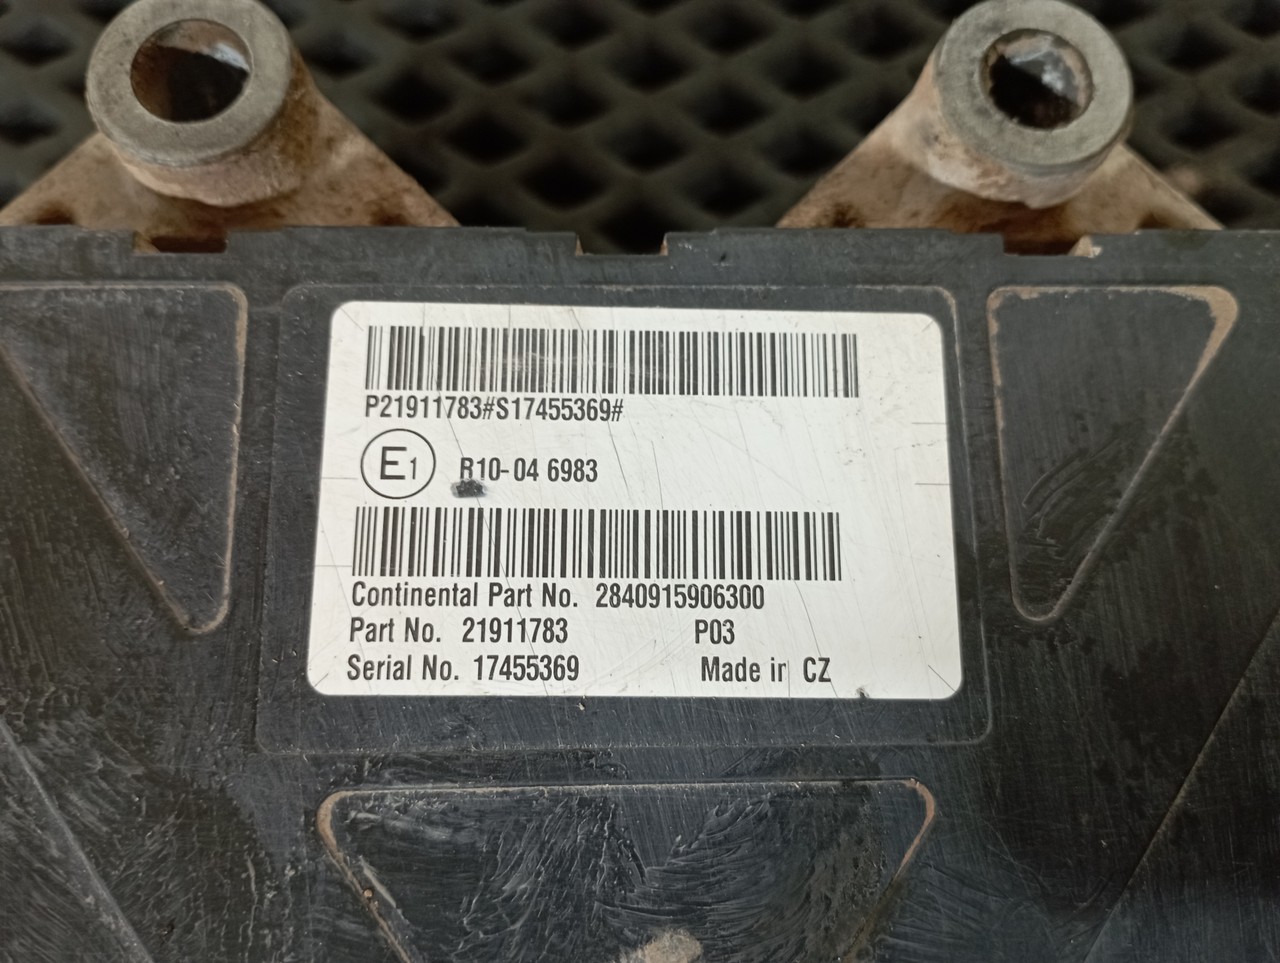 P21911783#S17455369#
E1 R10-04 6983
Continental Part No. 2840915906300
Part No. 21911783 P03
Serial No. 17455369 Made in CZ